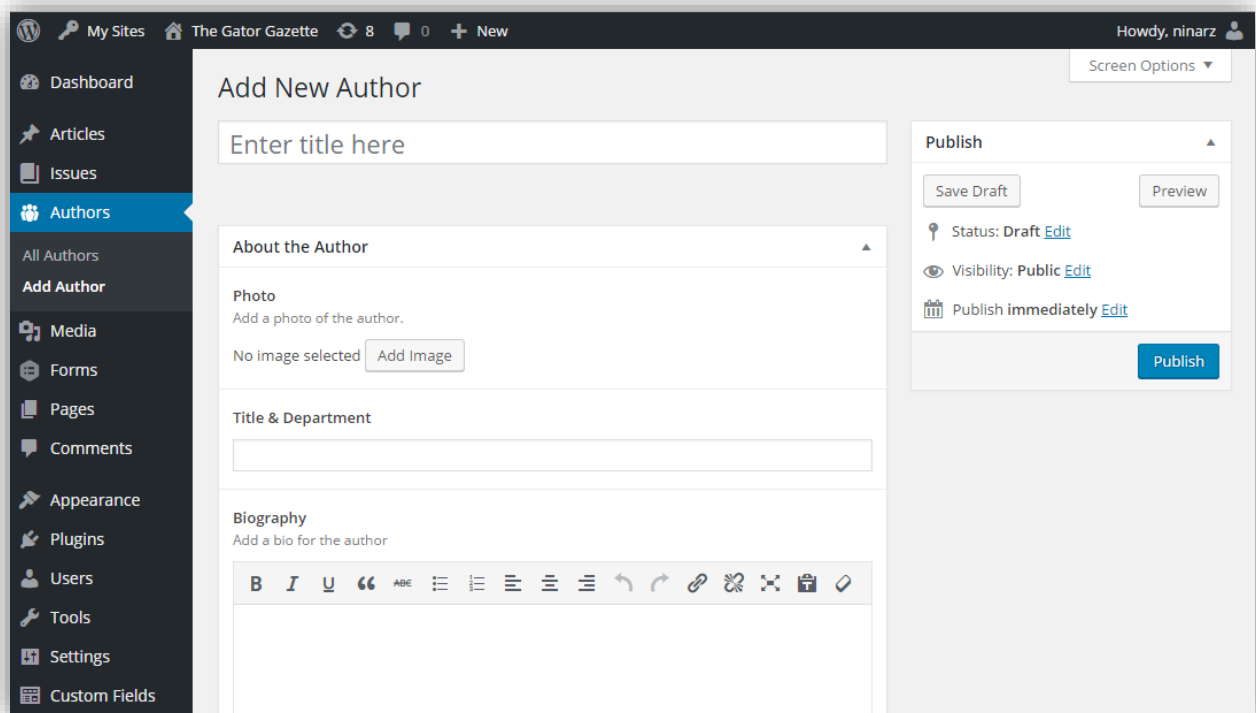 My Sites The Gator Gazette 8 0 New Howdy, ninarz
Screen Options
Dashboard
Articles
Issues
Authors
All Authors
Add Author
Media
Forms
Pages
Comments
Appearance
Plugins
Users
Tools
Settings
Custom Fields
Add New Author
Enter title here
About the Author
Photo
Add a photo of the author.
No image selected Add Image
Title & Department
Biography
Add a bio for the author
B I U ABC
Publish
Save Draft Preview
Status: Draft Edit
Visibility: Public Edit
Publish immediately Edit
Publish